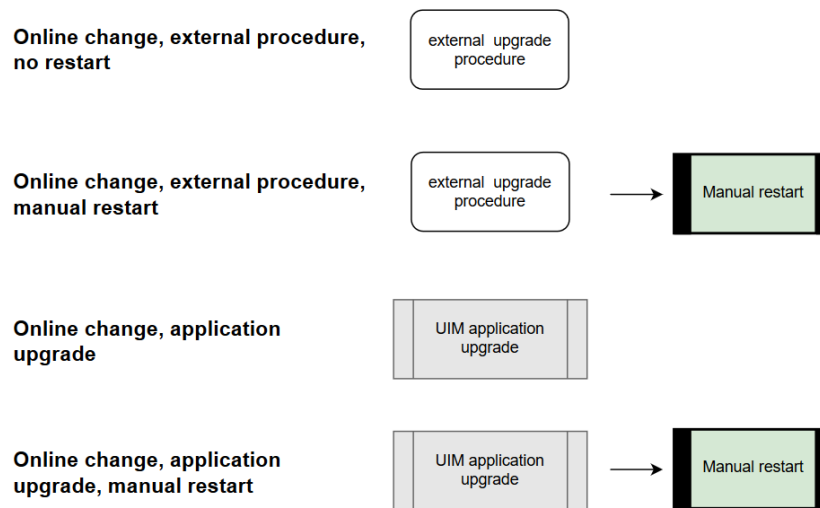 Online change, external procedure,
no restart
external upgrade
procedure
Online change, external procedure,
manual restart
external upgrade
procedure
Manual restart
Online change, application
upgrade
UIM application
upgrade
Online change, application
upgrade, manual restart
UIM application
upgrade
Manual restart